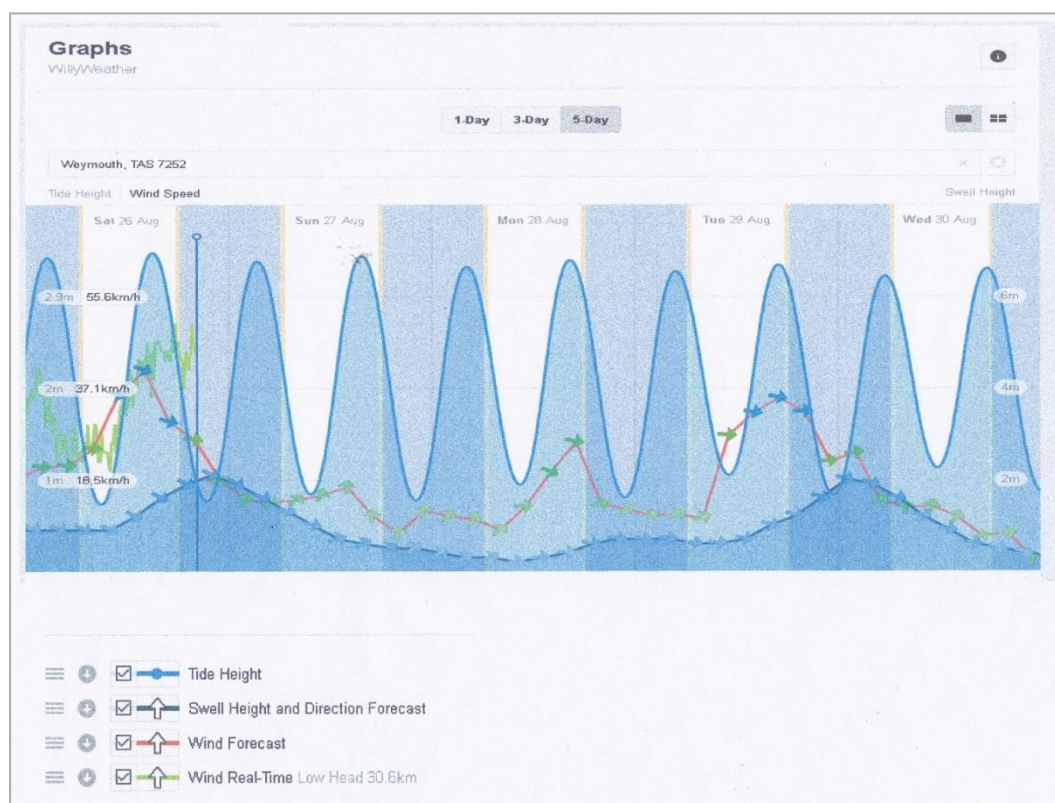 Graphs
WillyWeather
1-Day 3-Day 5-Day
Weymouth, TAS 7252
Tide Height Wind Speed Swell Height
Sat 26 Aug Sun 27 Aug Mon 28 Aug Tue 29 Aug Wed 30 Aug
2.9m 55.6km/h 6m
2m 37.1km/h 4m
1m 18.5km/h 2m
Tide Height
Swell Height and Direction Forecast
Wind Forecast
Wind Real-Time Low Head 30.6km